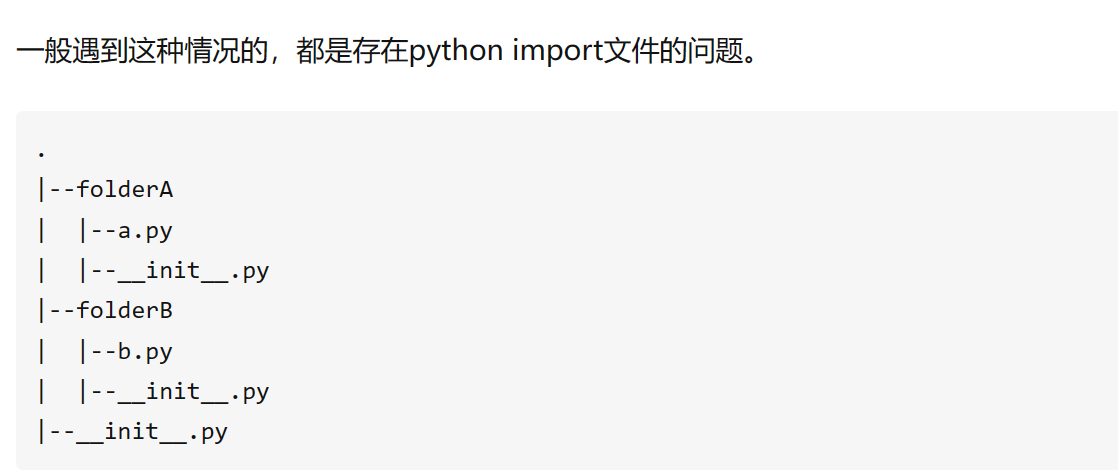 一般遇到这种情况的，都是存在python import文件的问题。
.
|--folderA
|  |--a.py
|  |--__init__.py
|--folderB
|  |--b.py
|  |--__init__.py
|--__init__.py